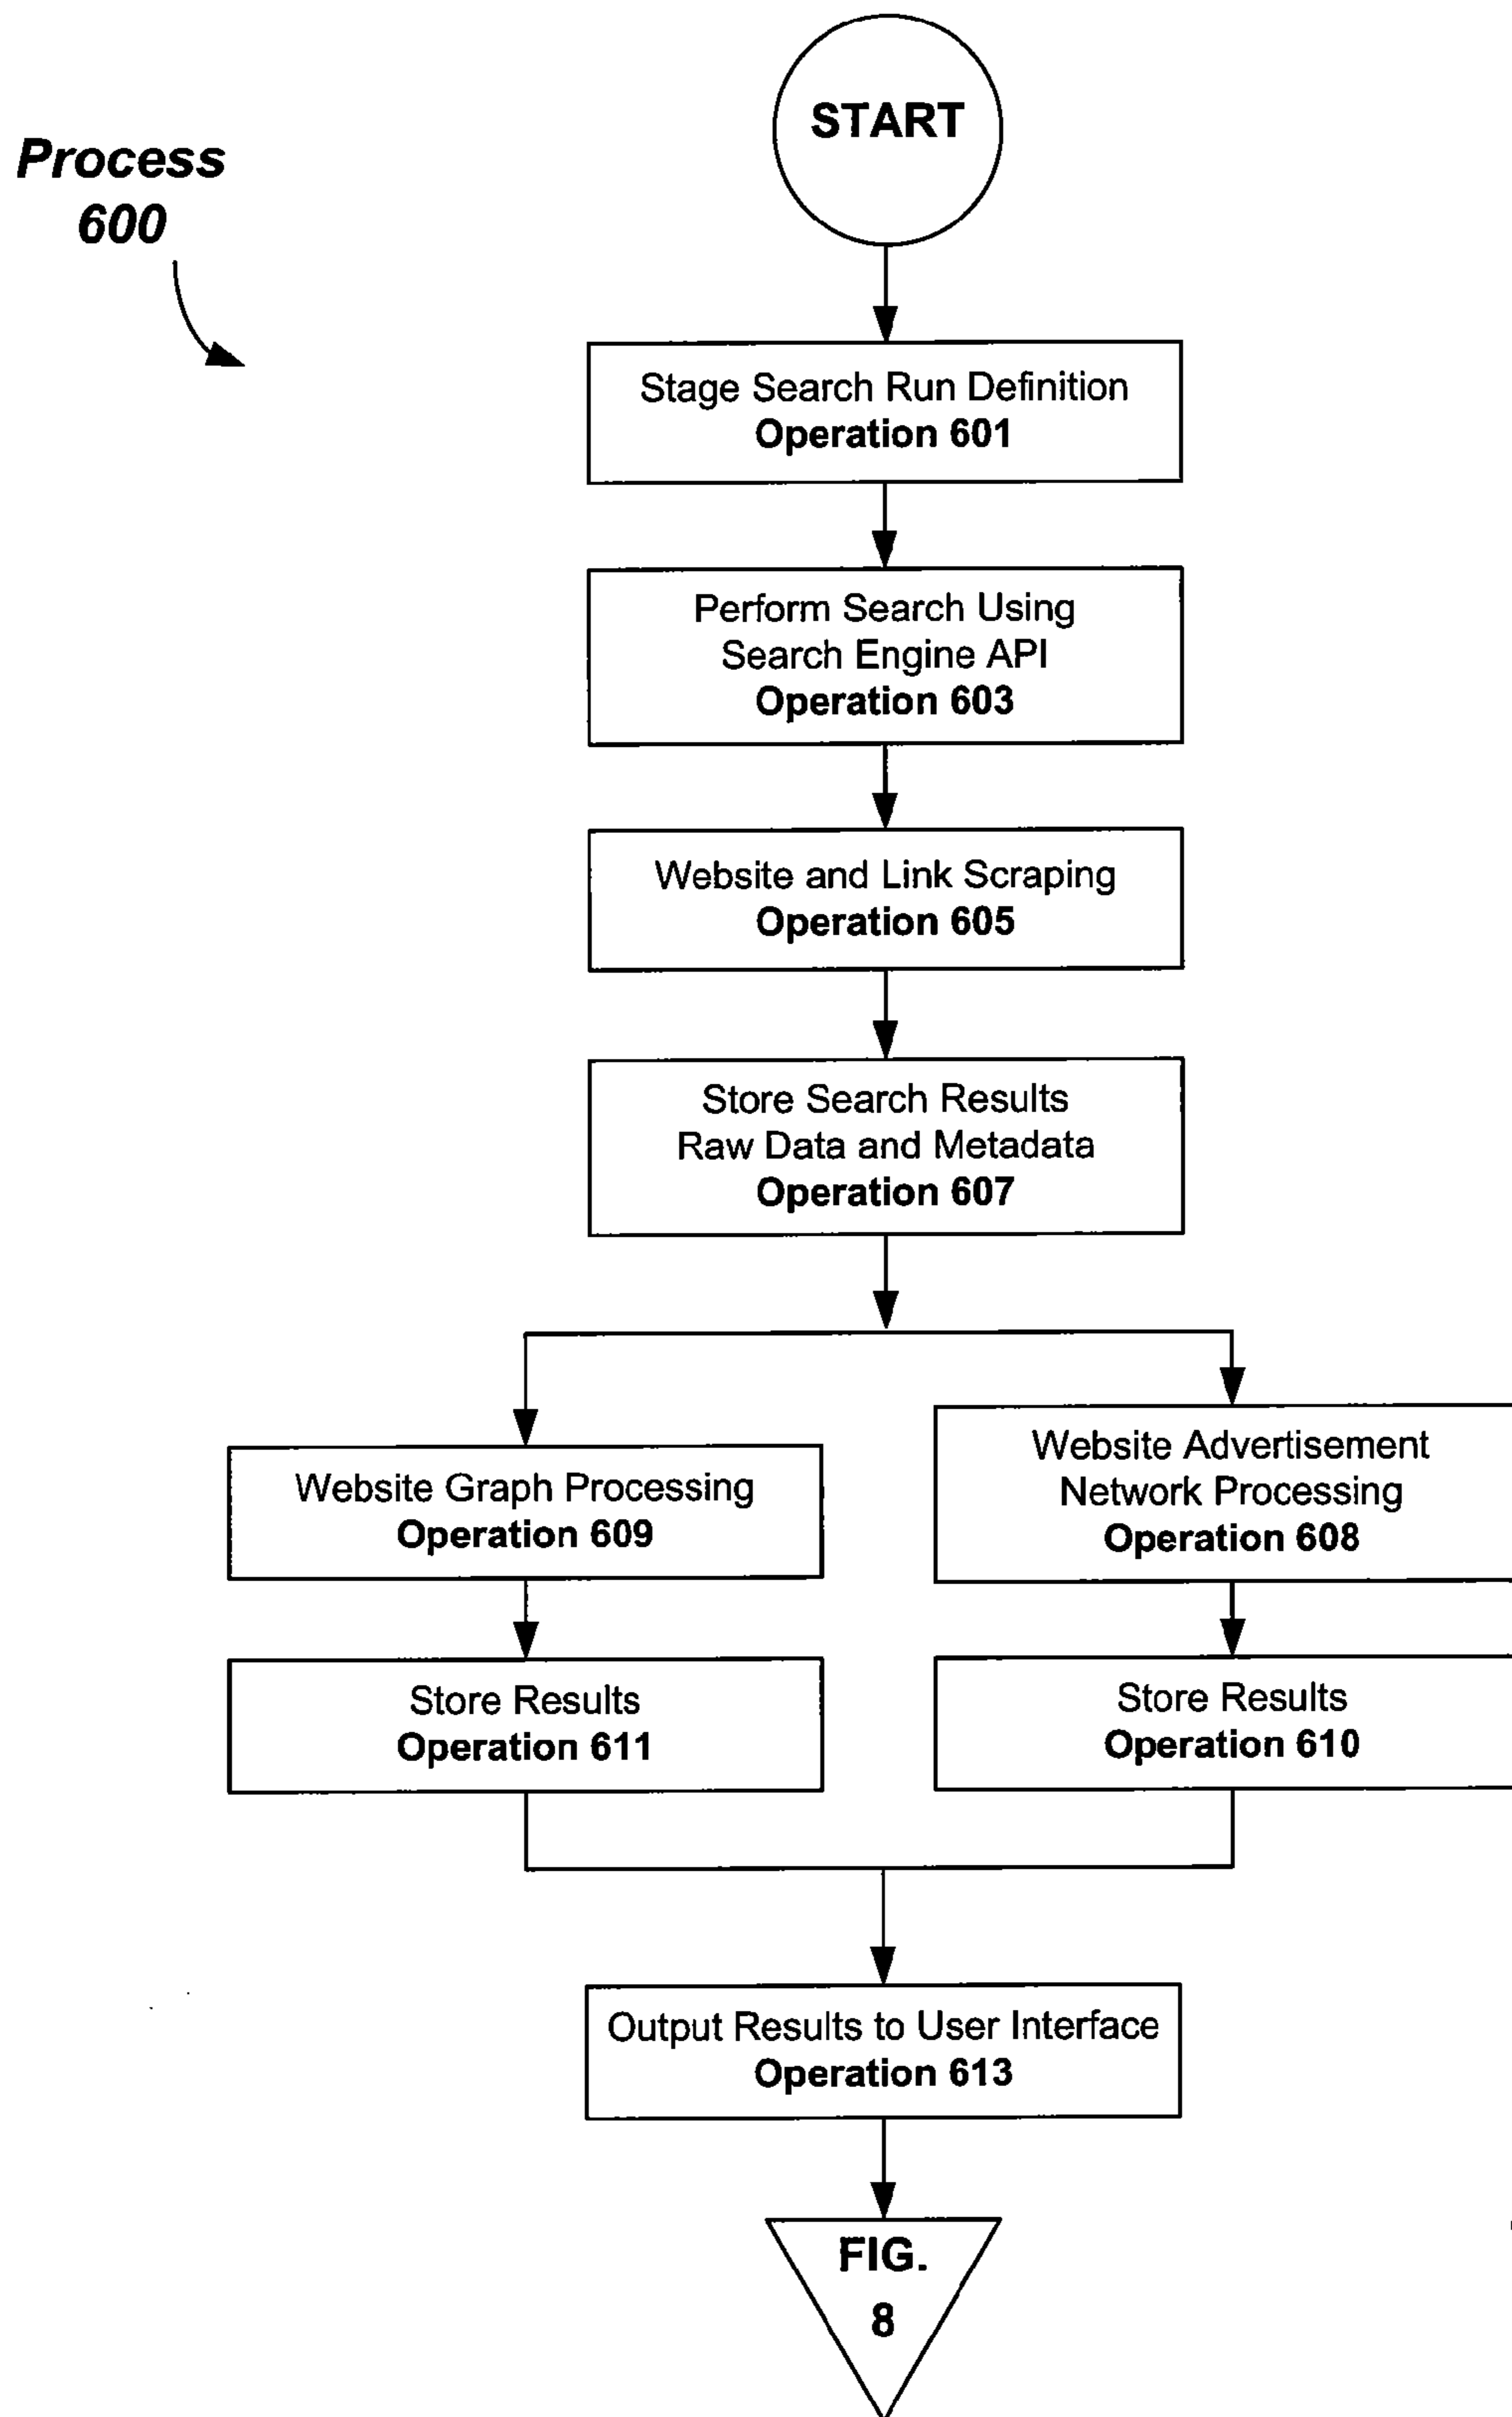 Process
600
START
Stage Search Run Definition
Operation 601
Perform Search Using
Search Engine API
Operation 603
Website and Link Scraping
Operation 605
Store Search Results
Raw Data and Metadata
Operation 607
Website Graph Processing
Operation 609
Website Advertisement
Network Processing
Operation 608
Store Results
Operation 611
Store Results
Operation 610
Output Results to User Interface
Operation 613
FIG.
8